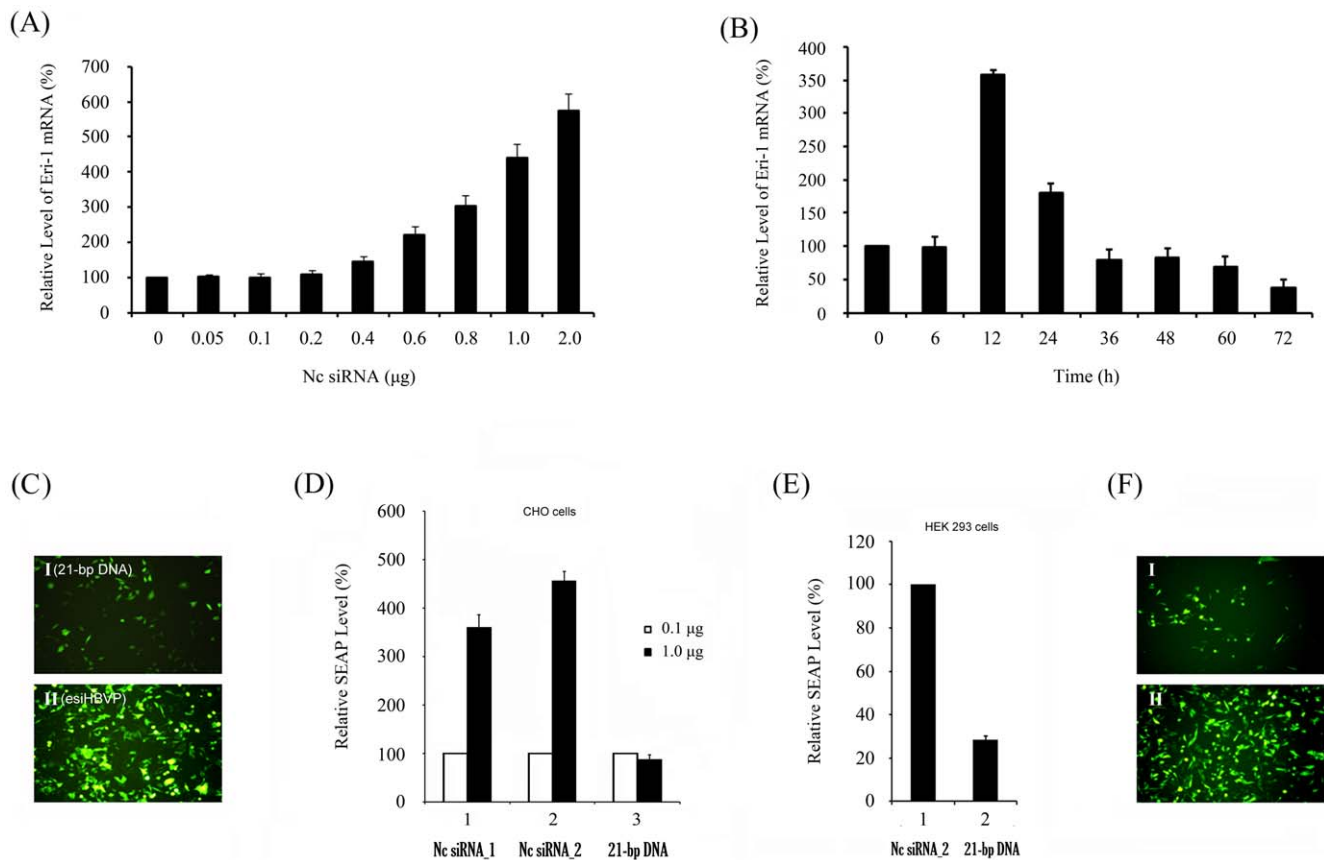 (A)
Relative Level of Eri-1 mRNA (%)
700
600
500
400
300
200
100
0
0 0.05 0.1 0.2 0.4 0.6 0.8 1.0 2.0
Nc siRNA (μg)
(B)
Relative Level of Eri-1 mRNA (%)
400
350
300
250
200
150
100
50
0
0 6 12 24 36 48 60 72
Time (h)
(C)
I (21-bp DNA)
II (esiHBVP)
(D)
CHO cells
Relative SEAP Level (%)
600
500
400
300
200
100
0
0.1 μg
1.0 μg
1 2 3
Nc siRNA_1 Nc siRNA_2 21-bp DNA
(E)
HEK 293 cells
Relative SEAP Level (%)
120
100
80
60
40
20
0
1 2
Nc siRNA_2 21-bp DNA
(F)
I
II